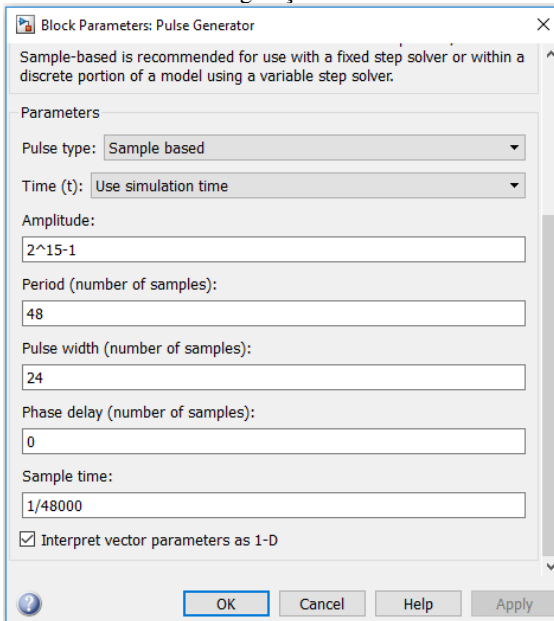 Block Parameters: Pulse Generator
Sample-based is recommended for use with a fixed step solver or within a
discrete portion of a model using a variable step solver.
Parameters
Pulse type: Sample based
Time (t): Use simulation time
Amplitude:
2^15-1
Period (number of samples):
48
Pulse width (number of samples):
24
Phase delay (number of samples):
0
Sample time:
1/48000
Interpret vector parameters as 1-D
OK Cancel Help Apply